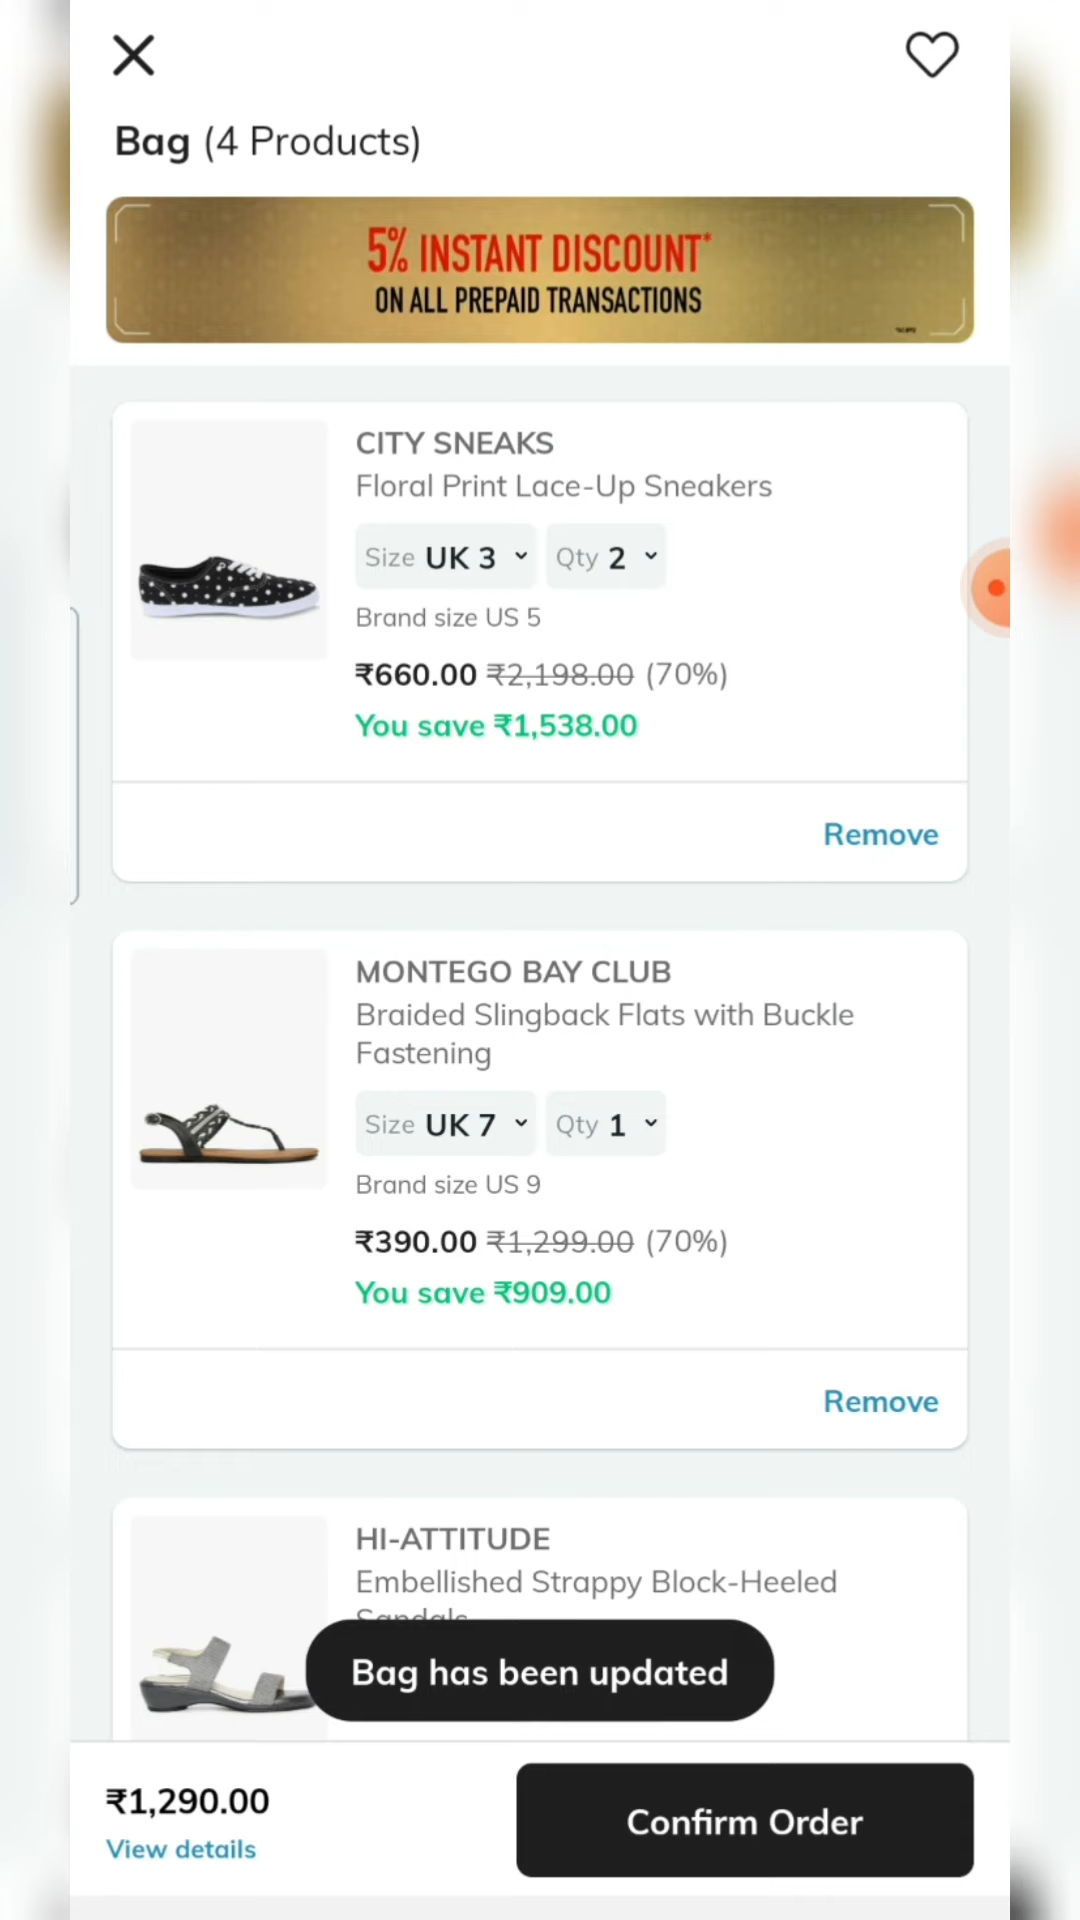 Bag (4 Products)
5% INSTANT DISCOUNT*
ON ALL PREPAID TRANSACTIONS
CITY SNEAKS
Floral Print Lace-Up Sneakers
Size UK 3 Qty 2
Brand size US 5
₹660.00 ₹2,198.00 (70%)
You save ₹1,538.00
Remove
MONTEGO BAY CLUB
Braided Slingback Flats with Buckle
Fastening
Size UK 7 Qty 1
Brand size US 9
₹390.00 ₹1,299.00 (70%)
You save ₹909.00
Remove
HI-ATTITUDE
Embellished Strappy Block-Heeled
Sandals
Bag has been updated
₹1,290.00
View details
Confirm Order